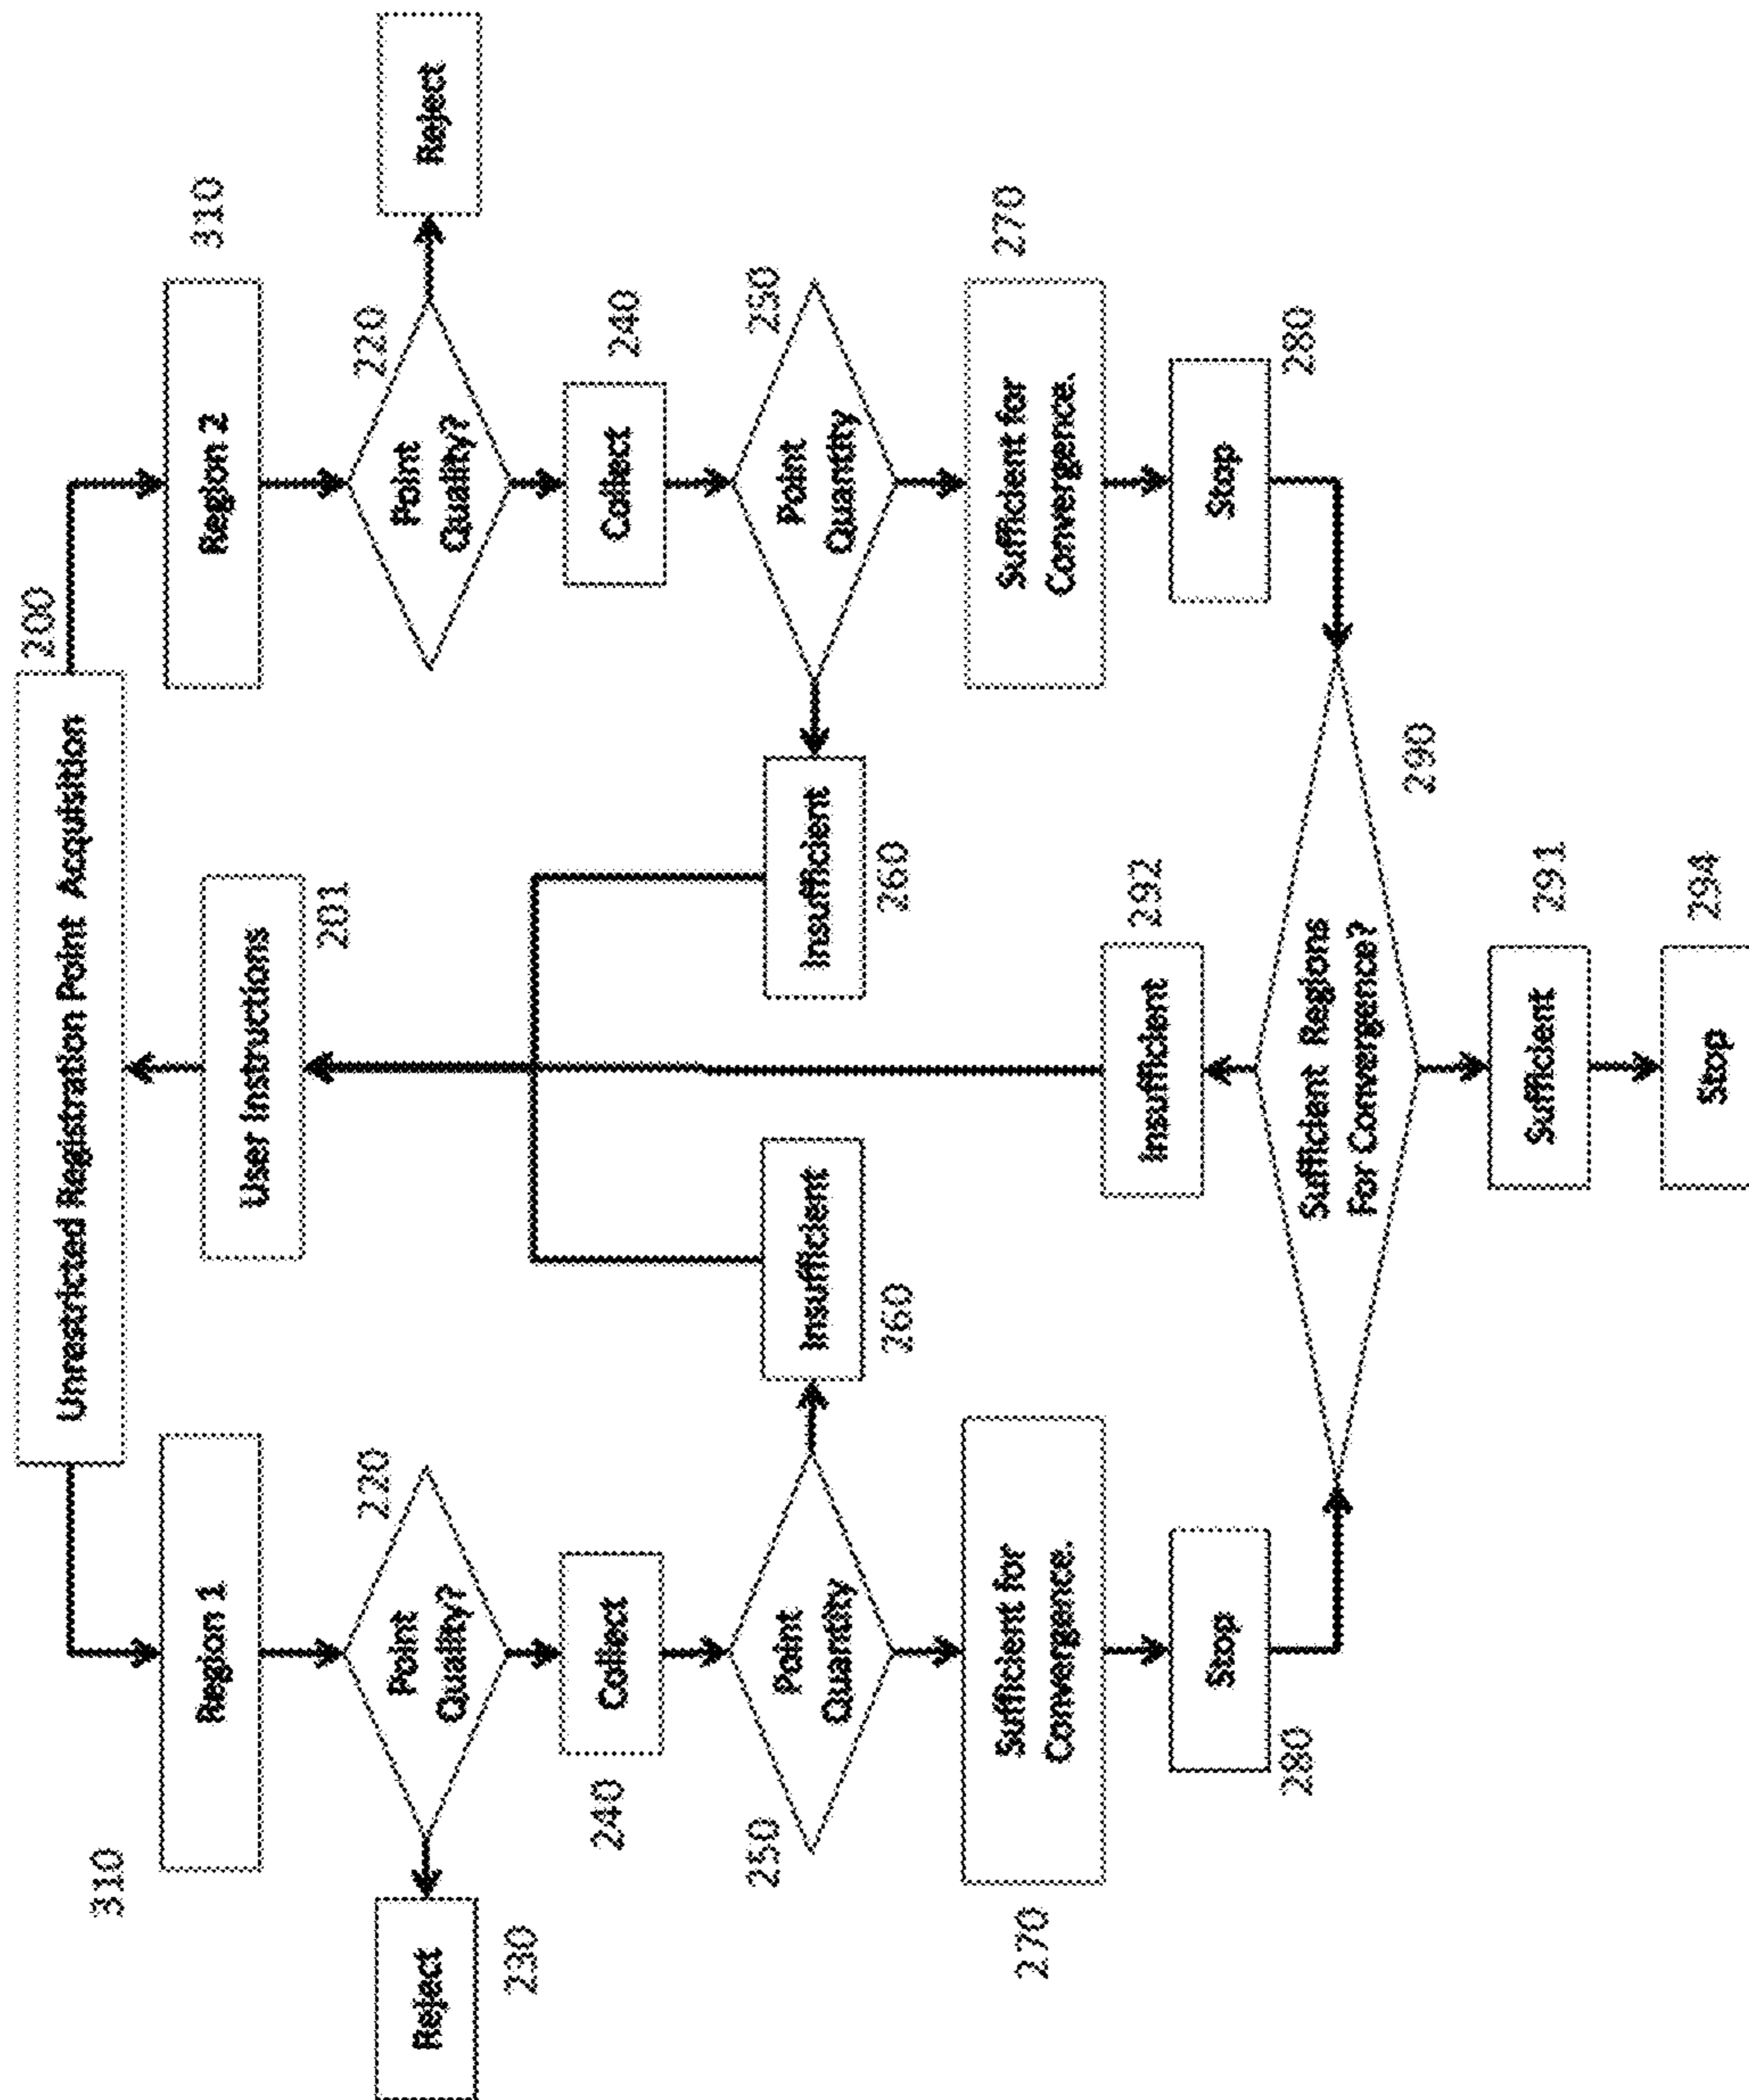 Unrestricted Registration Point Acquisition
200
User Instructions
201
310
Region 1
Region 2
310
220
Point
Quality?
220
Point
Quality?
Reject
230
Reject
240
Collect
Collect
240
250
Point
Quantity
Insufficient
260
Insufficient
260
250
Point
Quantity
270
Sufficient for
Convergence.
Sufficient for
Convergence.
270
Insufficient
292
280
Stop
Stop
280
Sufficient Regions
For Convergence?
290
Sufficient
291
Stop
294